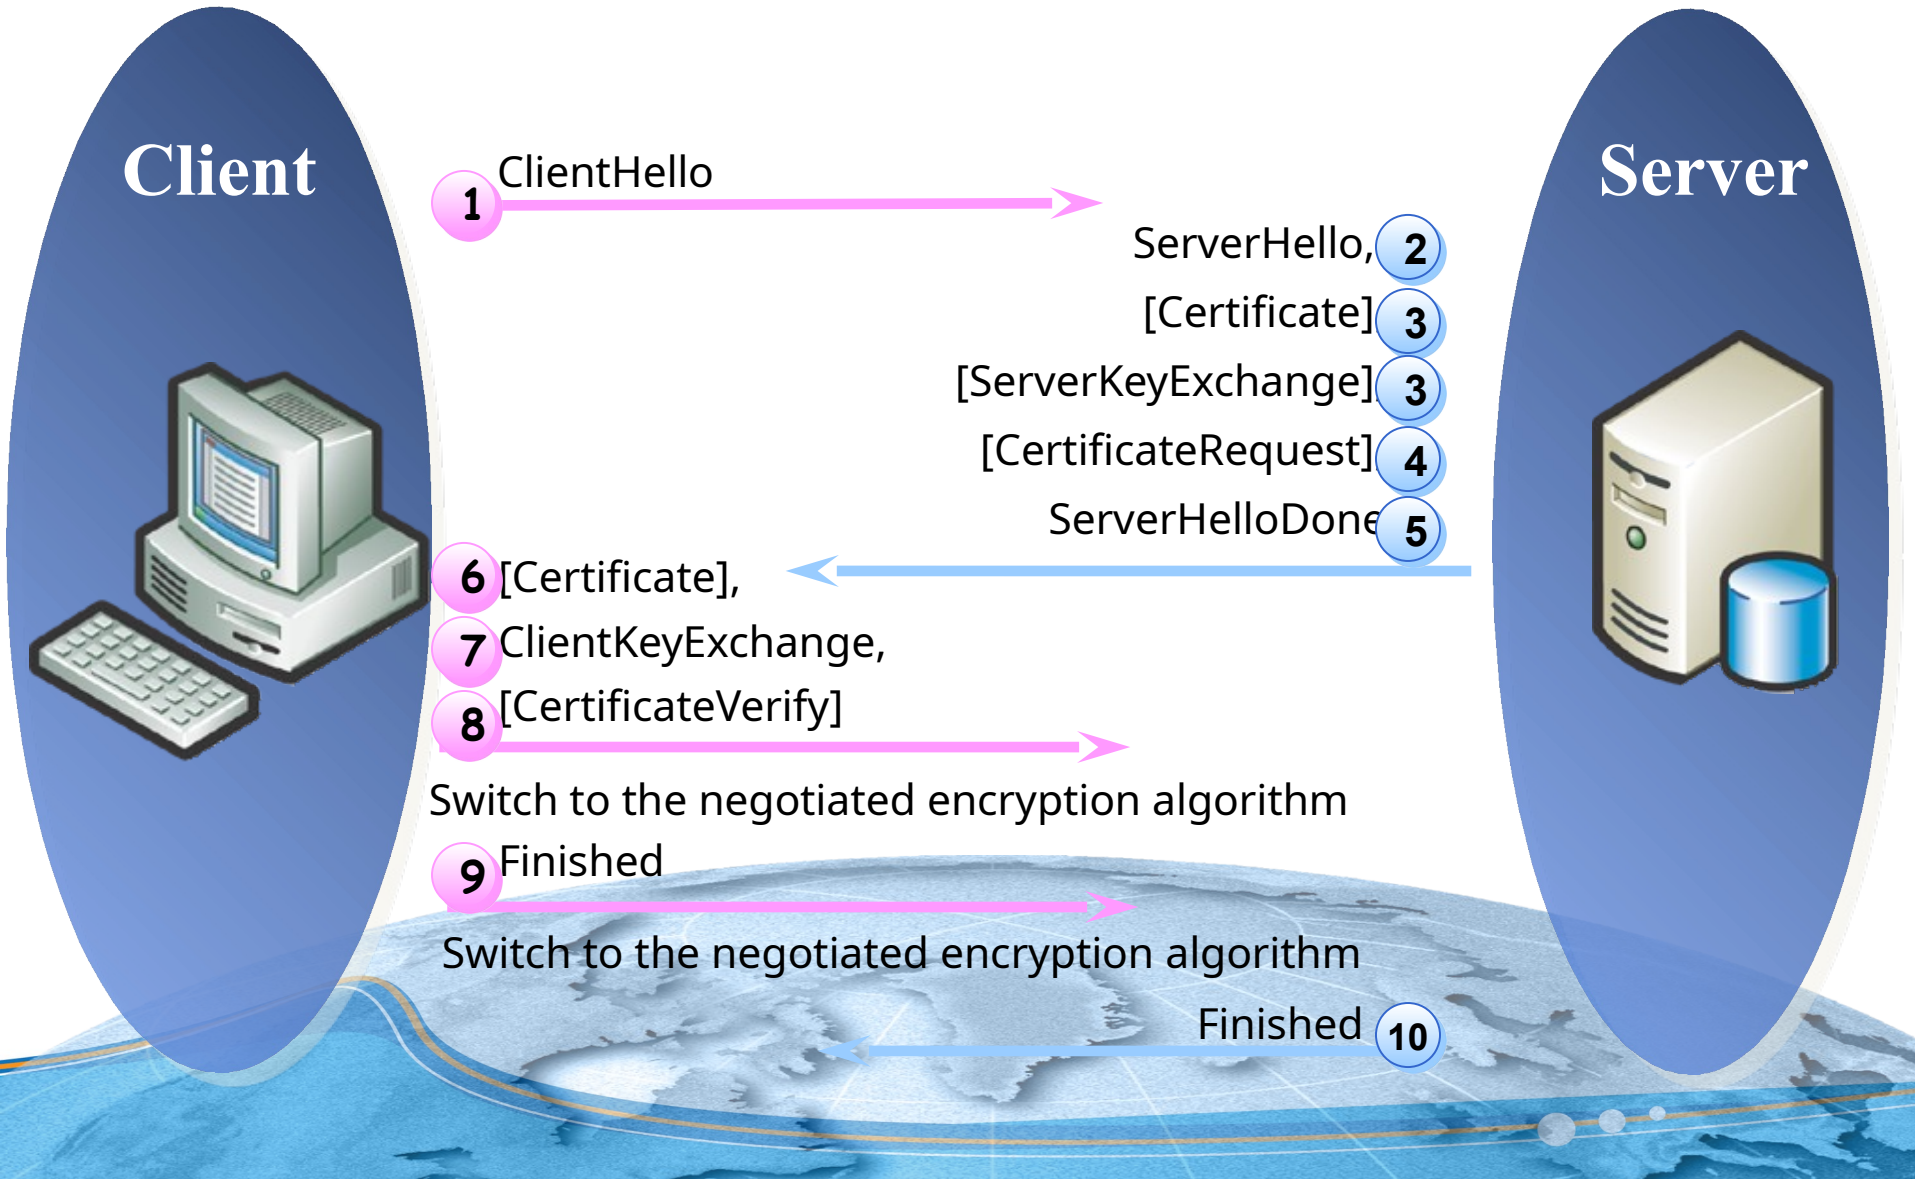 Client
Server
1 ClientHello
ServerHello, 2
[Certificate] 3
[ServerKeyExchange], 3
[CertificateRequest] 4
ServerHelloDone 5
6 [Certificate],
7 ClientKeyExchange,
8 [CertificateVerify]
Switch to the negotiated encryption algorithm
9 Finished
Switch to the negotiated encryption algorithm
Finished 10